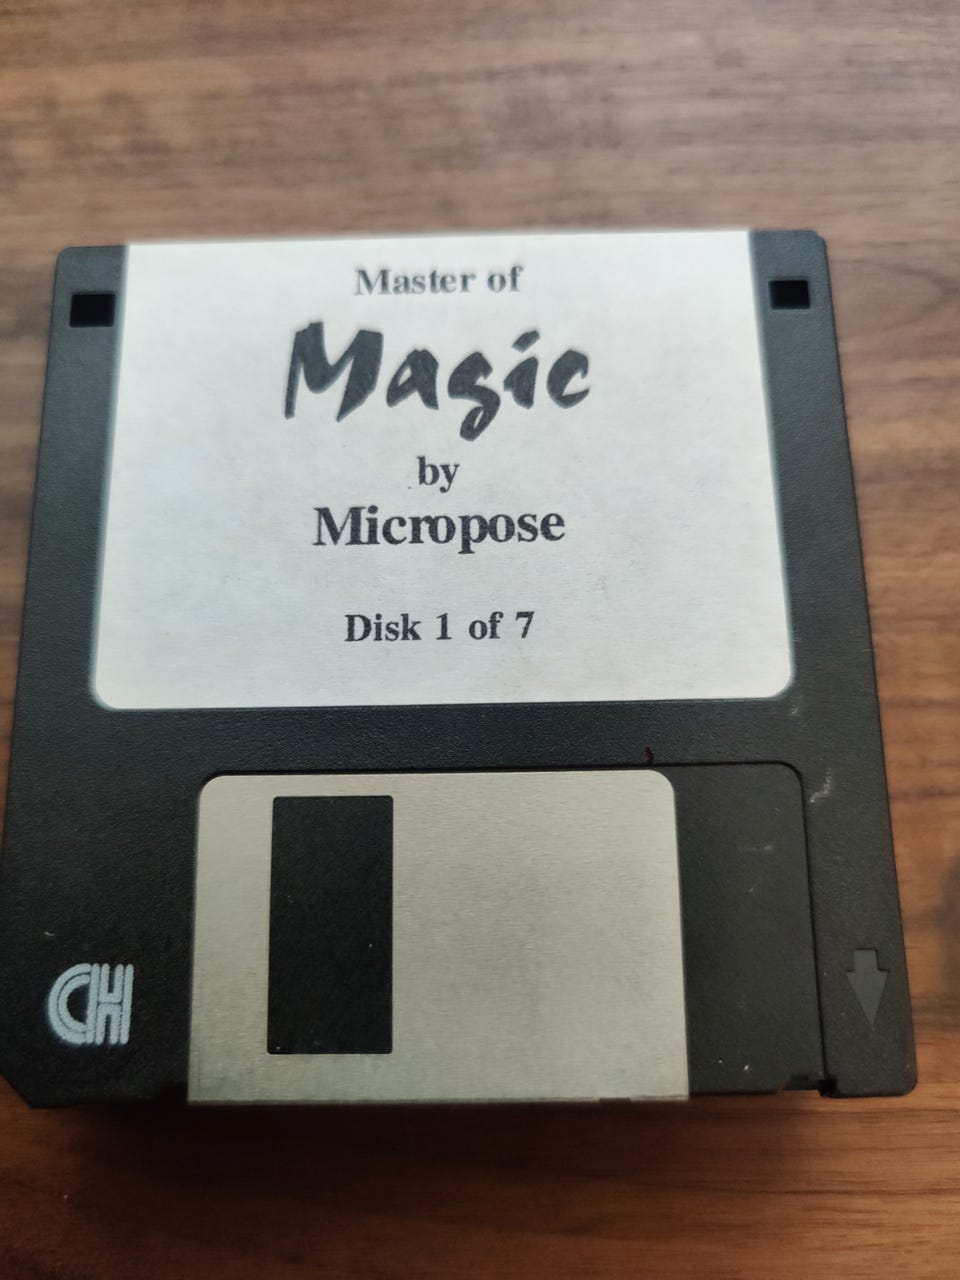 Master of
Magic
by
Micropose
Disk 1 of 7
CH